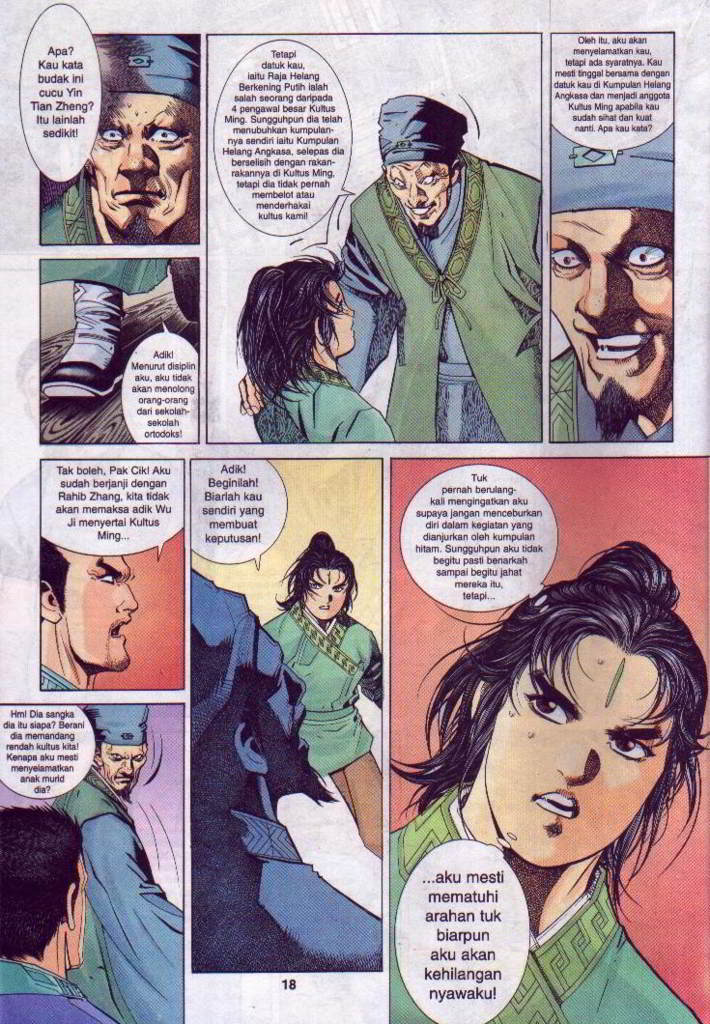 Apa?
Kau kata
budak ini
cucu Yin
Tian Zheng?
Itu lainlah
sedikit!
Tetapi
datuk kau,
iaitu Raja Helang
Berkening Putih ialah
salah seorang daripada
4 pengawal besar Kultus
Ming. Sungguhpun dia telah
menubuhkan kumpulan-
nya sendiri iaitu Kumpulan
Helang Angkasa, selepas dia
berselisih dengan rakan-
rakannya di Kultus Ming,
tetapi dia tidak pernah
membelot atau
menderhakai
kultus kami!
Oleh itu, aku akan
menyelamatkan kau,
tetapi ada syaratnya. Kau
mesti tinggal bersama dengan
datuk kau di Kumpulan Helang
Angkasa dan menjadi anggota
Kultus Ming apabila kau
sudah sihat dan kuat
nanti. Apa kau kata?
Adik!
Menurut disiplin
aku, aku tidak
akan menolong
orang-orang
dari sekolah-
sekolah
ortodoks!
Tak boleh, Pak Cik! Aku
sudah berjanji dengan
Rahib Zhang, kita tidak
akan memaksa adik Wu
Ji menyertai Kultus
Ming...
Adik!
Beginilah!
Biarlah kau
sendiri yang
membuat
keputusan!
Tuk
pernah berulang-
kali mengingatkan aku
supaya jangan menceburkan
diri dalam kegiatan yang
dianjurkan oleh kumpulan
hitam. Sungguhpun aku tidak
begitu pasti benarkah
sampai begitu jahat
mereka itu,
tetapi...
Hm! Dia sangka
dia itu siapa? Berani
dia memandang
rendah kultus kita!
Kenapa aku mesti
menyelamatkan
anak murid
dia?
...aku mesti
mematuhi
arahan tuk
biarpun
aku akan
kehilangan
nyawaku!
18